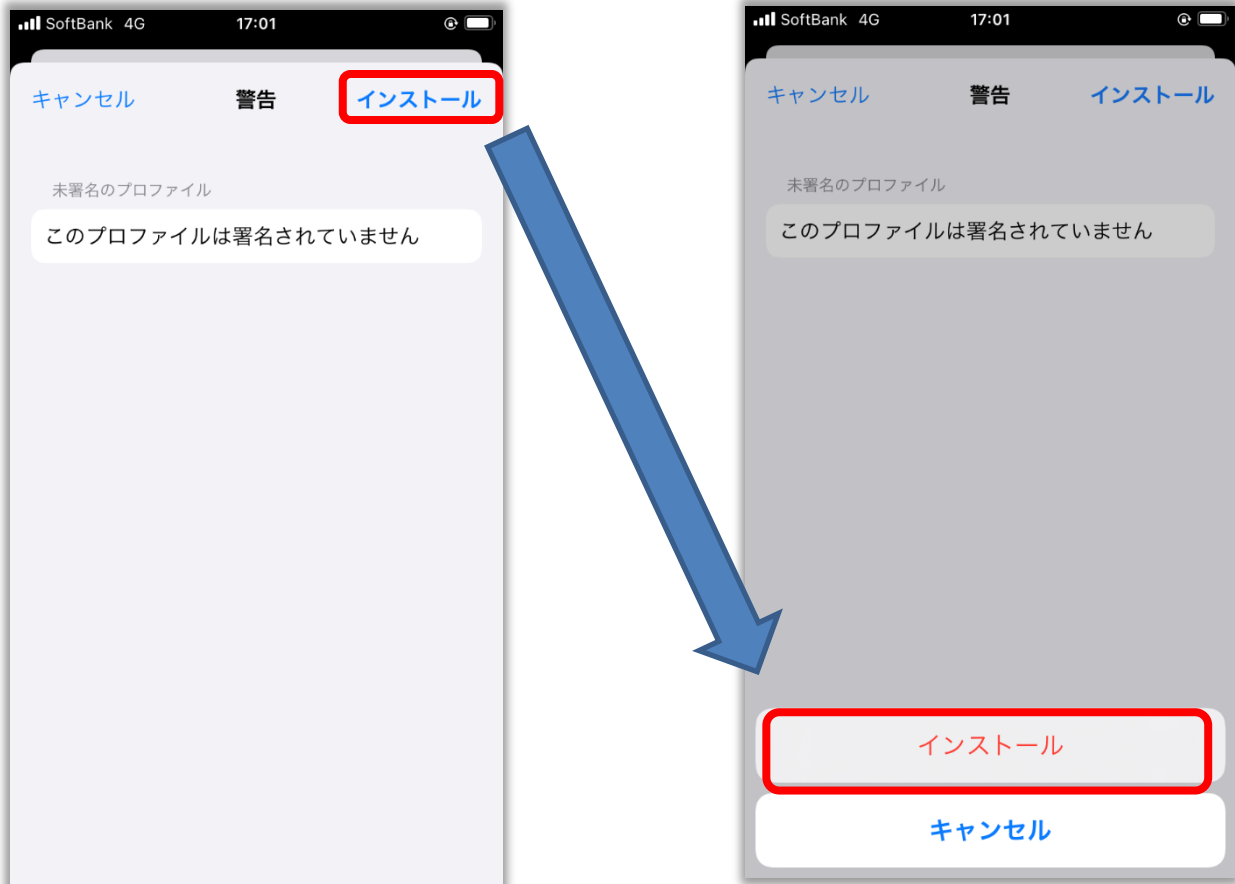 SoftBank 4G 17:01
キャンセル 警告 インストール
未署名のプロファイル
このプロファイルは署名されていません
SoftBank 4G 17:01
キャンセル 警告 インストール
未署名のプロファイル
このプロファイルは署名されていません
インストール
キャンセル